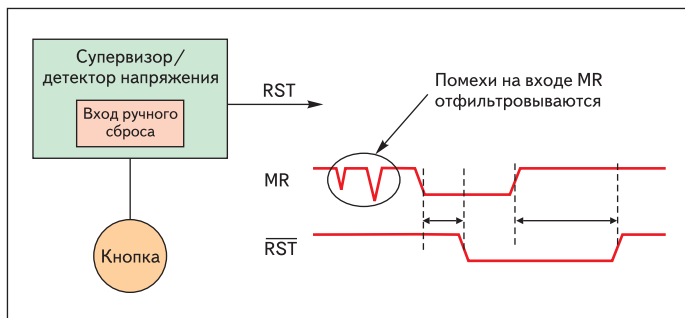 Супервизор/
детектор напряжения
Вход ручного
сброса
Кнопка
RST
Помехи на входе MR
отфильтровываются
MR
RST